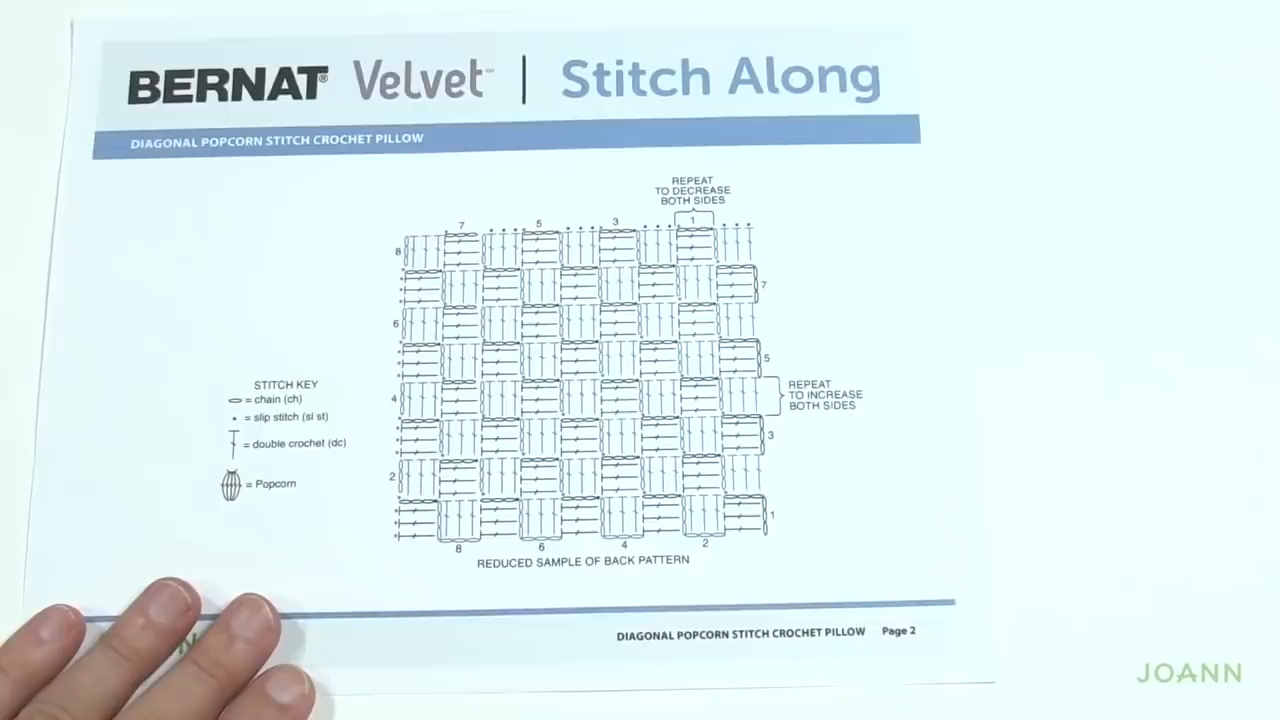 BERNAT® Velvet™ | Stitch Along
DIAGONAL POPCORN STITCH CROCHET PILLOW
REPEAT
TO DECREASE
BOTH SIDES
7 5 3 1
8
7
6
5
4
REPEAT
TO INCREASE
BOTH SIDES
3
2
1
8 6 4 2
REDUCED SAMPLE OF BACK PATTERN
STITCH KEY
= chain (ch)
= slip stitch (sl st)
= double crochet (dc)
= Popcorn
N
DIAGONAL POPCORN STITCH CROCHET PILLOW Page 2
JOANN